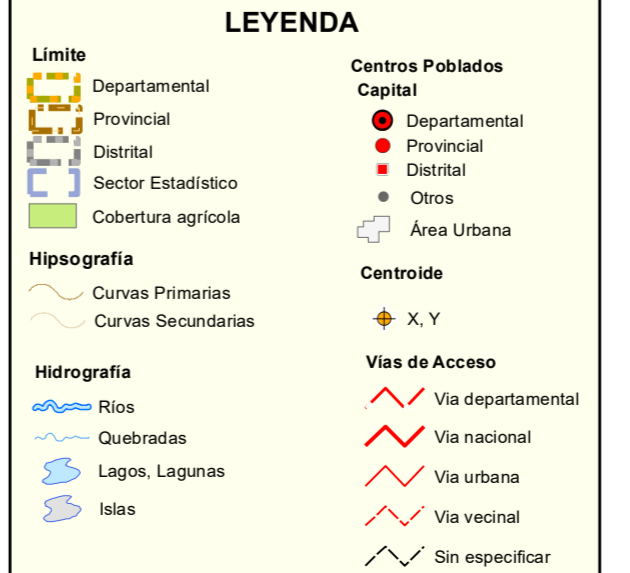 LEYENDA
Límite
Departamental
Provincial
Distrital
Sector Estadístico
Cobertura agrícola
Hipsografía
Curvas Primarias
Curvas Secundarias
Hidrografía
Ríos
Quebradas
Lagos, Lagunas
Islas
Centros Poblados
Capital
Departamental
Provincial
Distrital
Otros
Área Urbana
Centroide
X, Y
Vías de Acceso
Via departamental
Via nacional
Via urbana
Via vecinal
Sin especificar